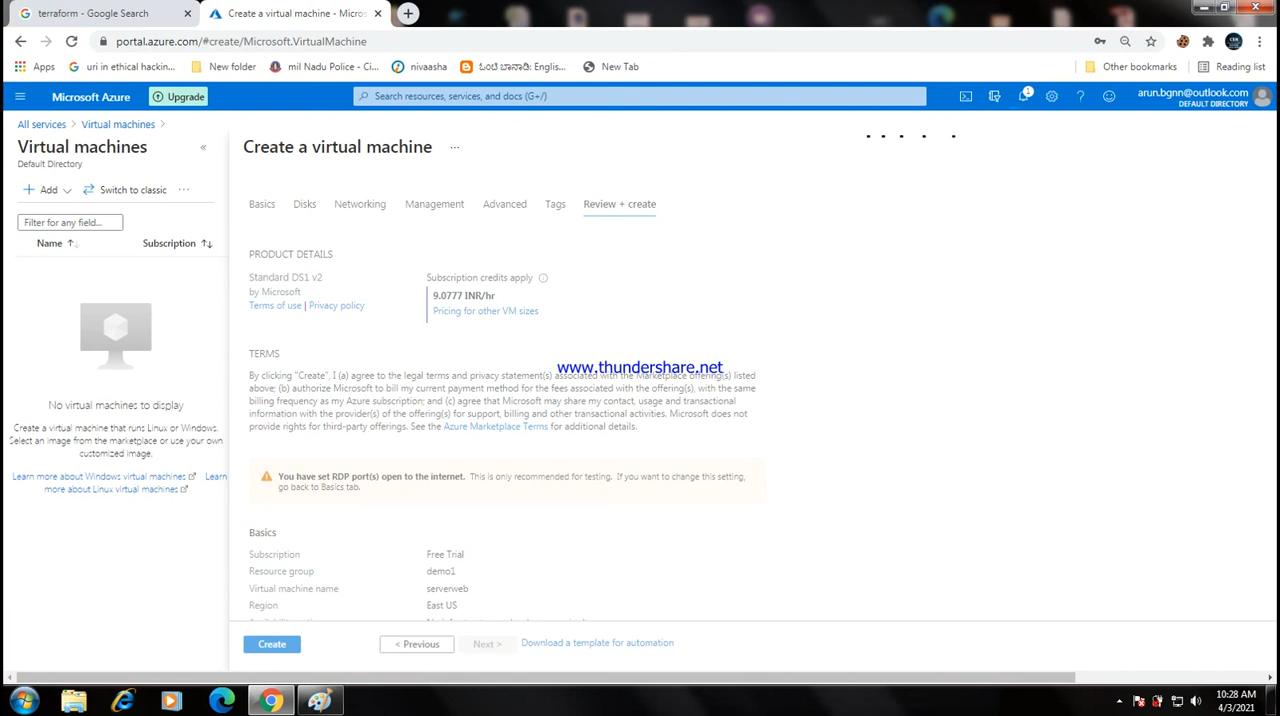 terraform - Google Search
Create a virtual machine - Micros
portal.azure.com/#create/Microsoft.VirtualMachine
Apps
uri in ethical hackin...
New folder
mil Nadu Police - Ci...
nivaasha
ಓಂಟಿ ಬಾನಾಡಿ: Englis...
New Tab
Other bookmarks
Reading list
Microsoft Azure
Upgrade
Search resources, services, and docs (G+/)
1
arun.bgnn@outlook.com
DEFAULT DIRECTORY
All services > Virtual machines >
Virtual machines
Default Directory
«
Create a virtual machine ...
+ Add
Switch to classic ...
Filter for any field...
Name ↑↓
Subscription ↑↓
No virtual machines to display
Create a virtual machine that runs Linux or Windows.
Select an image from the marketplace or use your own
customized image.
Learn more about Windows virtual machines Learn
more about Linux virtual machines
Basics Disks Networking Management Advanced Tags Review + create
PRODUCT DETAILS
Standard DS1 v2
by Microsoft
Terms of use | Privacy policy
Subscription credits apply
9.0777 INR/hr
Pricing for other VM sizes
TERMS
www.thundershare.net
By clicking "Create", I (a) agree to the legal terms and privacy statement(s) associated with the Marketplace offering(s) listed
above; (b) authorize Microsoft to bill my current payment method for the fees associated with the offering(s), with the same
billing frequency as my Azure subscription; and (c) agree that Microsoft may share my contact, usage and transactional
information with the provider(s) of the offering(s) for support, billing and other transactional activities. Microsoft does not
provide rights for third-party offerings. See the Azure Marketplace Terms for additional details.
You have set RDP port(s) open to the internet. This is only recommended for testing. If you want to change this setting,
go back to Basics tab.
Basics
Subscription Free Trial
Resource group demo1
Virtual machine name serverweb
Region East US
Create
< Previous
Next >
Download a template for automation
10:28 AM
4/3/2021